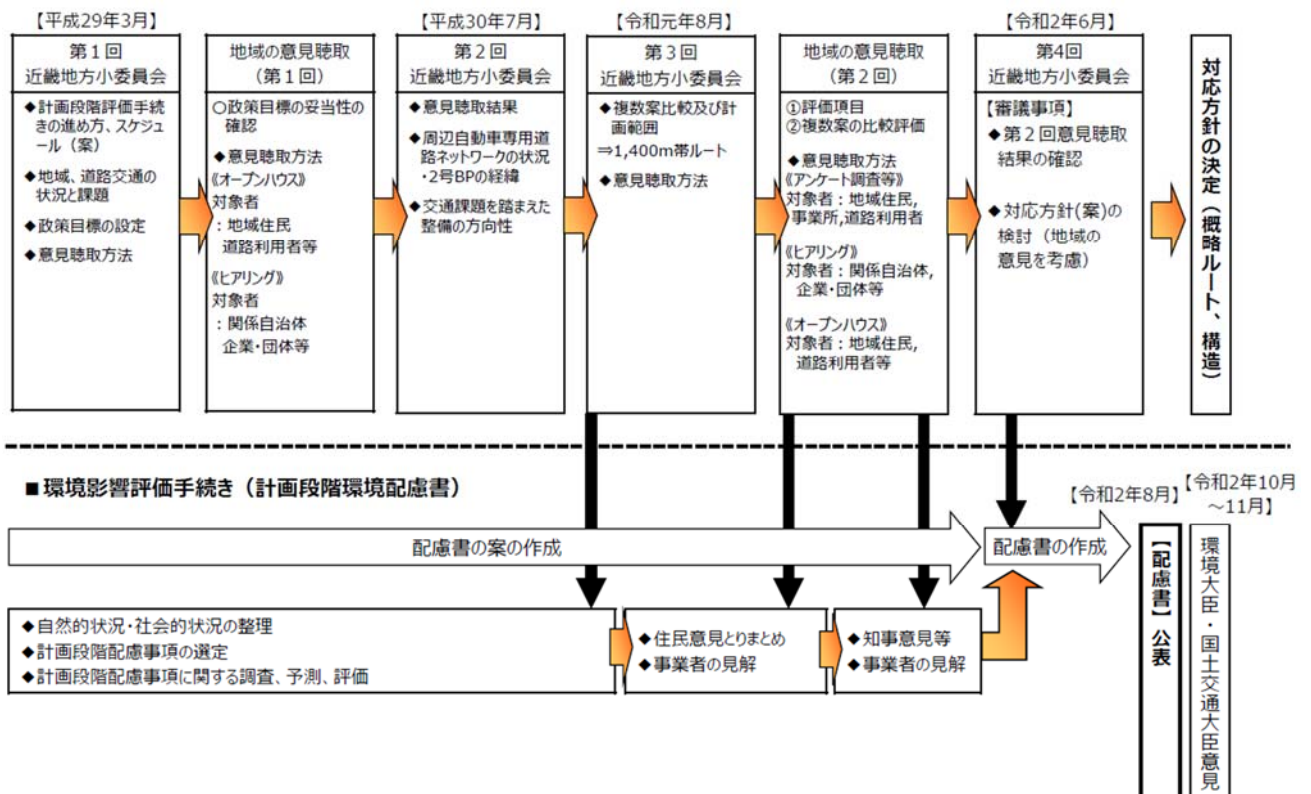 【平成29年3月】
第1回
近畿地方小委員会
◆計画段階評価手続
きの進め方、スケジュ
ール（案）
◆地域、道路交通の
状況と課題
◆政策目標の設定
◆意見聴取方法
地域の意見聴取
（第1回）
○政策目標の妥当性の
確認
◆意見聴取方法
《オープンハウス》
対象者
：地域住民
道路利用者等
《ヒアリング》
対象者
：関係自治体
企業・団体等
【平成30年7月】
第2回
近畿地方小委員会
◆意見聴取結果
◆周辺自動車専用道
路ネットワークの状況
・2号BPの経緯
◆交通課題を踏まえた
整備の方向性
【令和元年8月】
第3回
近畿地方小委員会
◆複数案比較及び計
画範囲
⇒1,400m帯ルート
◆意見聴取方法
地域の意見聴取
（第2回）
①評価項目
②複数案の比較評価
◆意見聴取方法
《アンケート調査等》
対象者：地域住民,
事業所,道路利用者
《ヒアリング》
対象者：関係自治体,
企業・団体等
《オープンハウス》
対象者：地域住民,
道路利用者等
【令和2年6月】
第4回
近畿地方小委員会
【審議事項】
◆第2回意見聴取
結果の確認
◆対応方針(案)の
検討（地域の
意見を考慮）
対応方針の決定（概略ルート、構造）
■環境影響評価手続き（計画段階環境配慮書）
配慮書の案の作成
配慮書の作成
【令和2年8月】
【令和2年10月
～11月】
◆自然的状況・社会的状況の整理
◆計画段階配慮事項の選定
◆計画段階配慮事項に関する調査、予測、評価
◆住民意見とりまとめ
◆事業者の見解
◆知事意見等
◆事業者の見解
【配慮書】公表
環境大臣・国土交通大臣意見